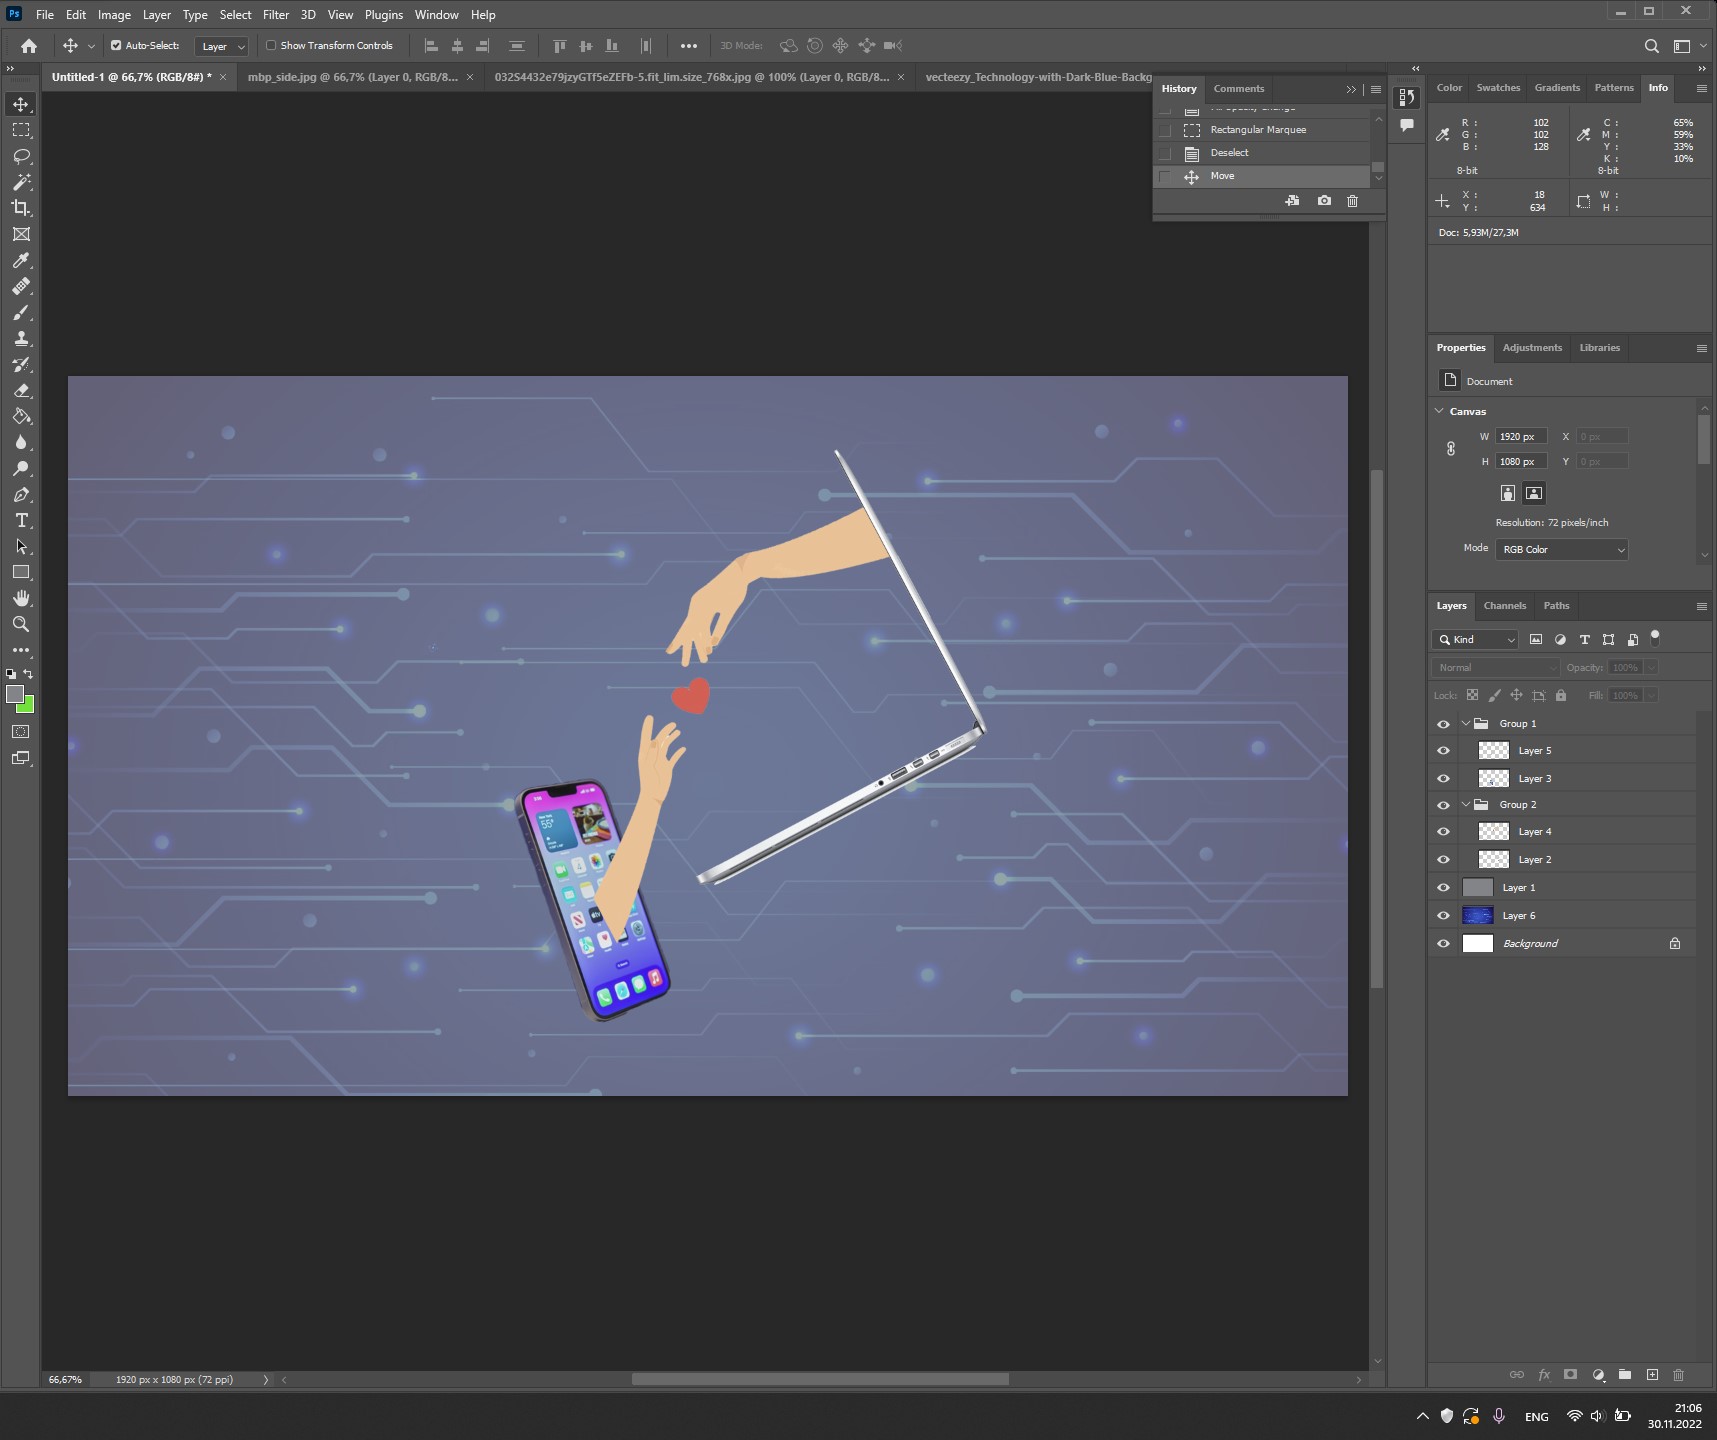 Ps File Edit Image Layer Type Select Filter 3D View Plugins Window Help
Auto-Select: Layer Show Transform Controls 3D Mode:
Untitled-1 @ 66,7% (RGB/8#) * mbp_side.jpg @ 66,7% (Layer 0, RGB/8... 032S4432e79jzyGTf5eZEFb-5.fit_lim.size_768x.jpg @ 100% (Layer 0, RGB/8... vecteezy_Technology-with-Dark-Blue-Backg
History Comments
Rectangular Marquee
Deselect
Move
Color Swatches Gradients Patterns Info
R : 102 C : 65%
G : 102 M : 59%
B : 128 Y : 33%
K : 10%
8-bit 8-bit
X : 18 W :
Y : 634 H :
Doc: 5,93M/27,3M
Properties Adjustments Libraries
Document
Canvas
W 1920 px X 0 px
H 1080 px Y 0 px
Resolution: 72 pixels/inch
Mode RGB Color
Layers Channels Paths
Kind
Normal Opacity: 100%
Lock: Fill: 100%
Group 1
Layer 5
Layer 3
Group 2
Layer 4
Layer 2
Layer 1
Layer 6
Background
55°
tv
66,67% 1920 px x 1080 px (72 ppi)
fx
ENG
21:06
30.11.2022